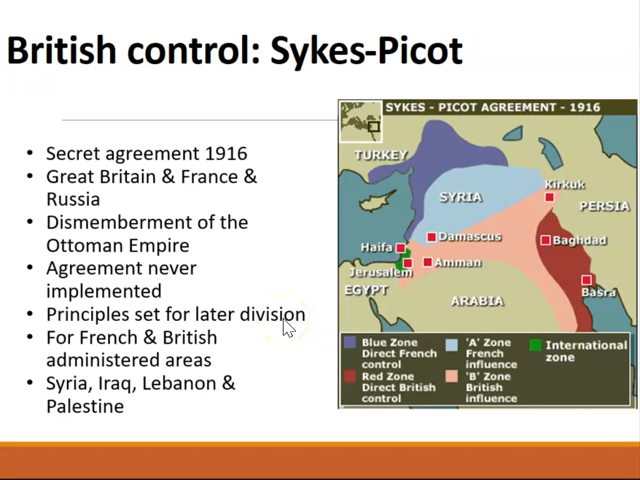 British control: Sykes-Picot
• Secret agreement 1916
• Great Britain & France &
Russia
• Dismemberment of the
Ottoman Empire
• Agreement never
implemented
• Principles set for later division
• For French & British
administered areas
• Syria, Iraq, Lebanon &
Palestine
SYKES - PICOT AGREEMENT - 1916
TURKEY
SYRIA
Kirkuk
PERSIA
Damascus
Haifa
Baghdad
Amman
Jerusalem
EGYPT
Basra
ARABIA
Blue Zone
Direct French
control
'A' Zone
French
influence
International
zone
Red Zone
Direct British
control
'B' Zone
British
influence